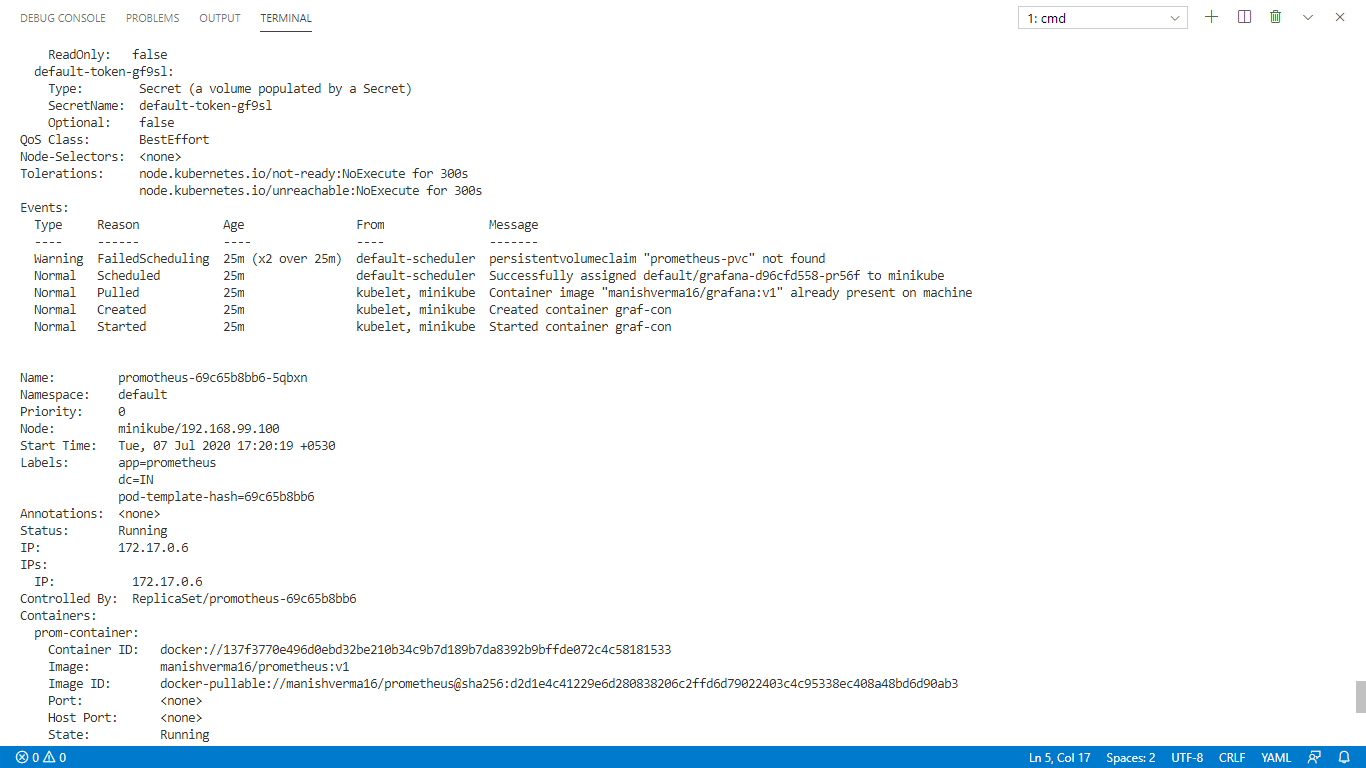 DEBUG CONSOLE PROBLEMS OUTPUT TERMINAL 1: cmd
ReadOnly: false
default-token-gf9sl:
Type: Secret (a volume populated by a Secret)
SecretName: default-token-gf9sl
Optional: false
QoS Class: BestEffort
Node-Selectors: <none>
Tolerations: node.kubernetes.io/not-ready:NoExecute for 300s
node.kubernetes.io/unreachable:NoExecute for 300s
Events:
Type Reason Age From Message
---- ------ ---- ---- -------
Warning FailedScheduling 25m (x2 over 25m) default-scheduler persistentvolumeclaim "prometheus-pvc" not found
Normal Scheduled 25m default-scheduler Successfully assigned default/grafana-d96cfd558-pr56f to minikube
Normal Pulled 25m kubelet, minikube Container image "manishverma16/grafana:v1" already present on machine
Normal Created 25m kubelet, minikube Created container graf-con
Normal Started 25m kubelet, minikube Started container graf-con
Name: promotheus-69c65b8bb6-5qbxn
Namespace: default
Priority: 0
Node: minikube/192.168.99.100
Start Time: Tue, 07 Jul 2020 17:20:19 +0530
Labels: app=prometheus
dc=IN
pod-template-hash=69c65b8bb6
Annotations: <none>
Status: Running
IP: 172.17.0.6
IPs:
IP: 172.17.0.6
Controlled By: ReplicaSet/promotheus-69c65b8bb6
Containers:
prom-container:
Container ID: docker://137f3770e496d0ebd32be210b34c9b7d189b7da8392b9bffde072c4c58181533
Image: manishverma16/prometheus:v1
Image ID: docker-pullable://manishverma16/prometheus@sha256:d2d1e4c41229e6d280838206c2ffd6d79022403c4c95338ec408a48bd6d90ab3
Port: <none>
Host Port: <none>
State: Running
0 0 Ln 5, Col 17 Spaces: 2 UTF-8 CRLF YAML